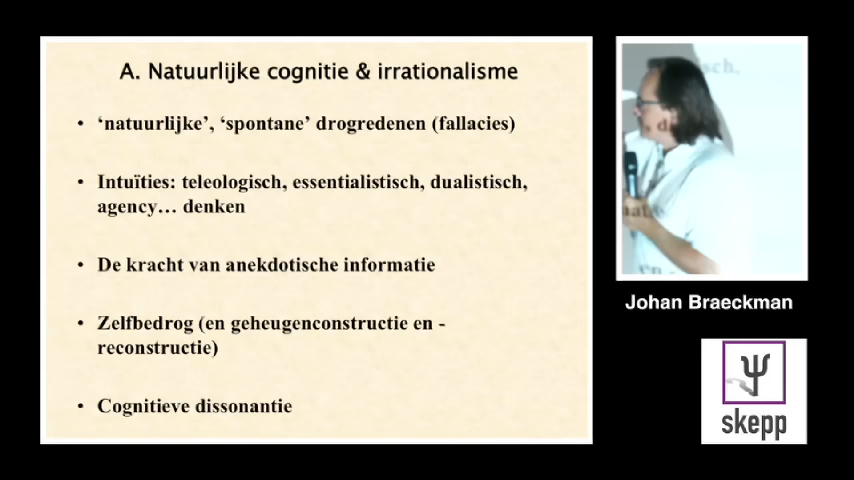 A. Natuurlijke cognitie & irrationalisme
• ‘natuurlijke’, ‘spontane’ drogredenen (fallacies)
• Intuïties: teleologisch, essentialistisch, dualistisch,
agency… denken
• De kracht van anekdotische informatie
• Zelfbedrog (en geheugenconstructie en -
reconstructie)
• Cognitieve dissonantie
sch,
Johan Braeckman
skepp